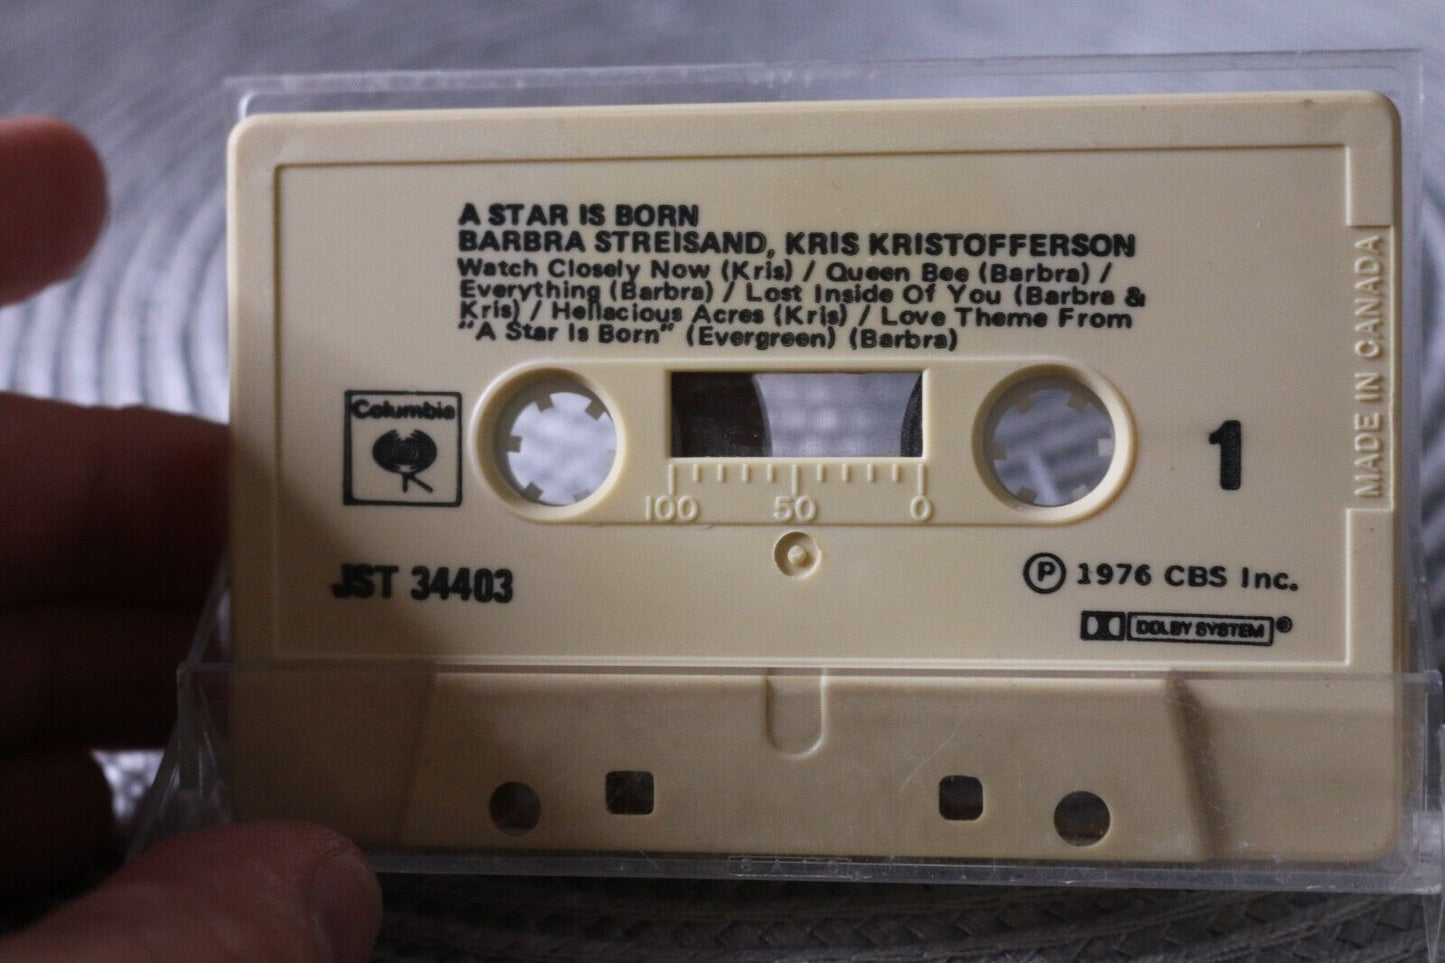 A STAR IS BORN
BARBRA STREISAND, KRIS KRISTOFFERSON
Watch Closely Now (Kris) / Queen Bee (Barbra) /
Everything (Barbra) / Lost Inside Of You (Barbra &
Kris) / Hellacious Acres (Kris) / Love Theme From
"A Star Is Born" (Evergreen) (Barbra)
Columbia
1
100 50 0
MADE IN CANADA
JST 34403
Ⓟ 1976 CBS Inc.
DOLBY SYSTEM®